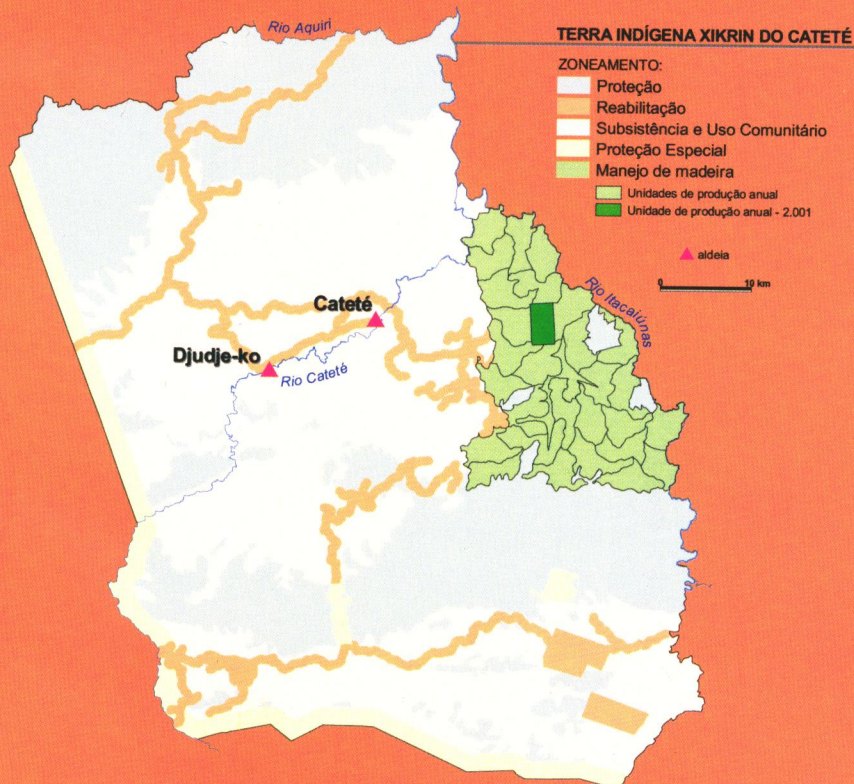 Rio Aquiri
TERRA INDÍGENA XIKRIN DO CATETÉ
ZONEAMENTO:
Proteção
Reabilitação
Subsistência e Uso Comunitário
Proteção Especial
Manejo de madeira
Unidades de produção anual
Unidade de produção anual - 2.001
aldeia
0 10 km
Rio Itacaiúnas
Cateté
Djudje-ko
Rio Cateté